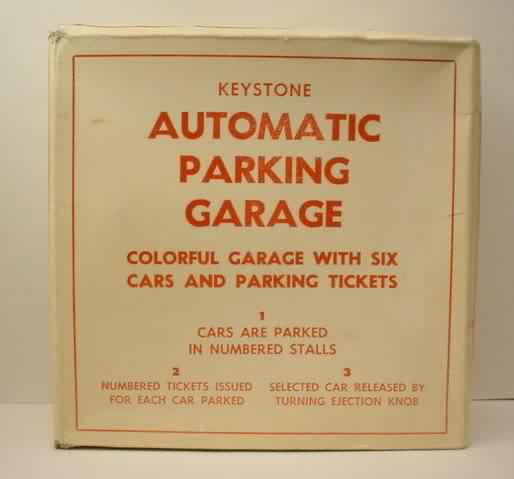 KEYSTONE
AUTOMATIC
PARKING
GARAGE
COLORFUL GARAGE WITH SIX
CARS AND PARKING TICKETS
1
CARS ARE PARKED
IN NUMBERED STALLS
2
NUMBERED TICKETS ISSUED
FOR EACH CAR PARKED
3
SELECTED CAR RELEASED BY
TURNING EJECTION KNOB